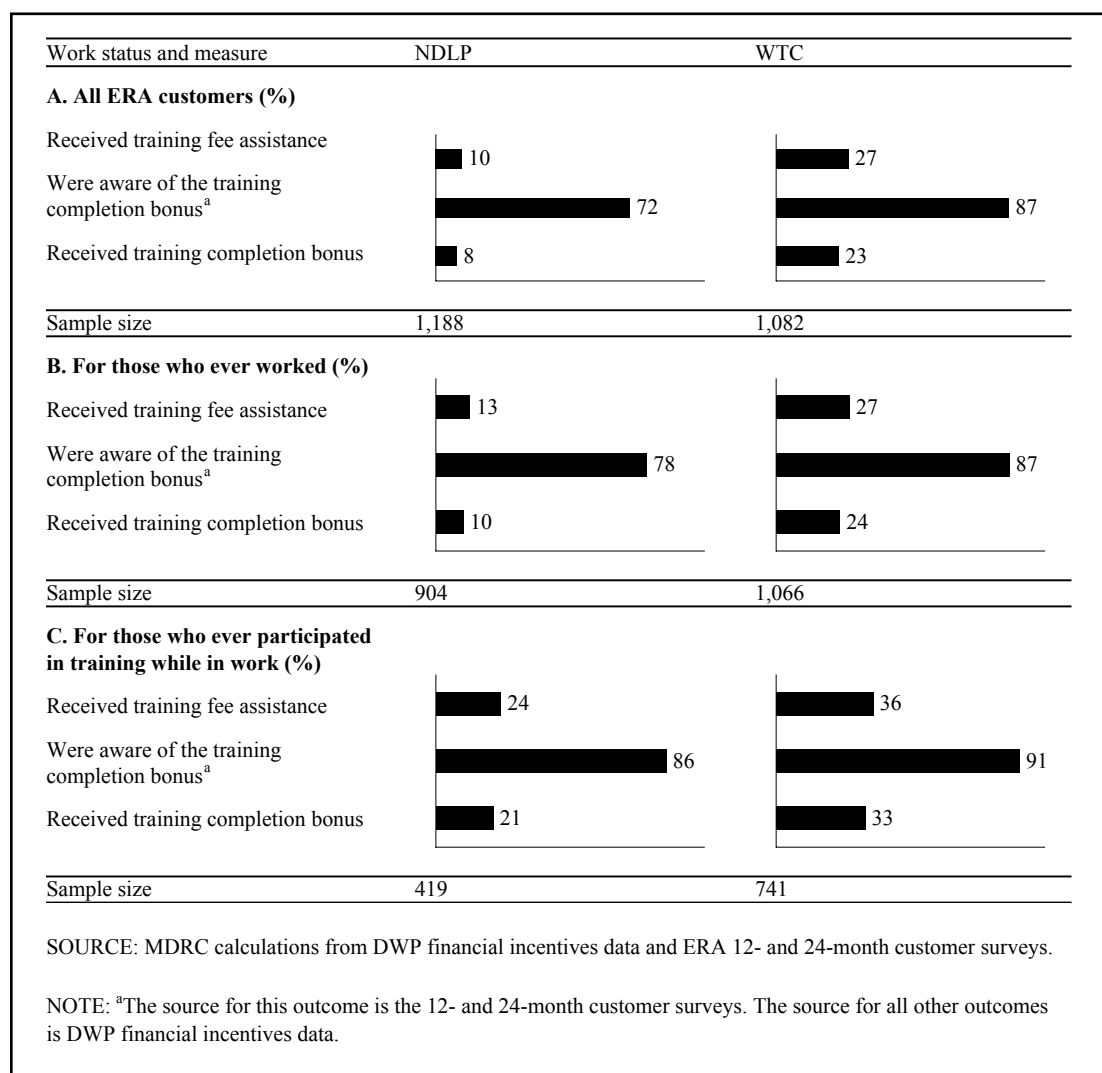 Work status and measure NDLP WTC
A. All ERA customers (%)
Received training fee assistance 10 27
Were aware of the training
completion bonusᵃ 72 87
Received training completion bonus 8 23
Sample size 1,188 1,082
B. For those who ever worked (%)
Received training fee assistance 13 27
Were aware of the training
completion bonusᵃ 78 87
Received training completion bonus 10 24
Sample size 904 1,066
C. For those who ever participated
in training while in work (%)
Received training fee assistance 24 36
Were aware of the training
completion bonusᵃ 86 91
Received training completion bonus 21 33
Sample size 419 741
SOURCE: MDRC calculations from DWP financial incentives data and ERA 12- and 24-month customer surveys.
NOTE: ᵃThe source for this outcome is the 12- and 24-month customer surveys. The source for all other outcomes
is DWP financial incentives data.